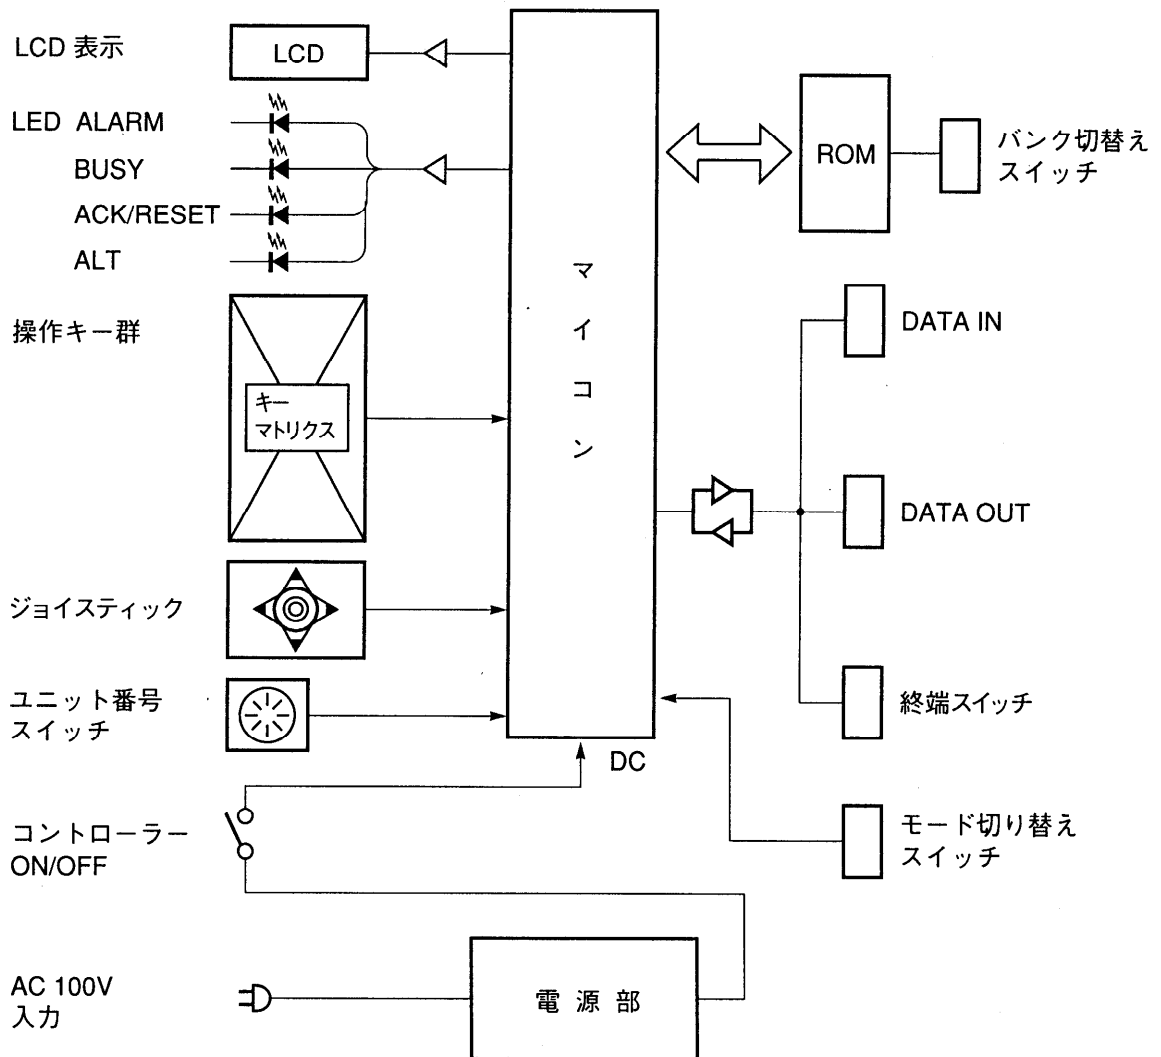 LCD 表示
LCD
LED ALARM
BUSY
ACK/RESET
ALT
操作キー群
キー
マトリクス
ジョイスティック
ユニット番号
スイッチ
コントローラー
ON/OFF
AC 100V
入力
電源部
マイコン
DC
ROM
バンク切替え
スイッチ
DATA IN
DATA OUT
終端スイッチ
モード切り替え
スイッチ